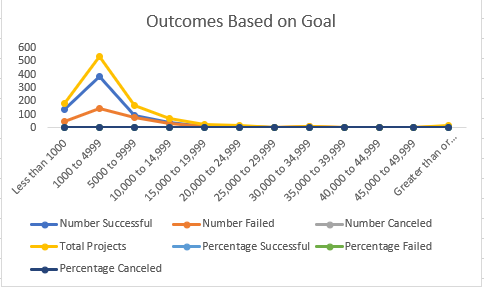 Outcomes Based on Goal
600
500
400
300
200
100
0
Less than 1000
1000 to 4999
5000 to 9999
10,000 to 14,999
15,000 to 19,999
20,000 to 24,999
25,000 to 29,999
30,000 to 34,999
35,000 to 39,999
40,000 to 44,999
45,000 to 49,999
Greater than or...
Number Successful
Number Failed
Number Canceled
Total Projects
Percentage Successful
Percentage Failed
Percentage Canceled